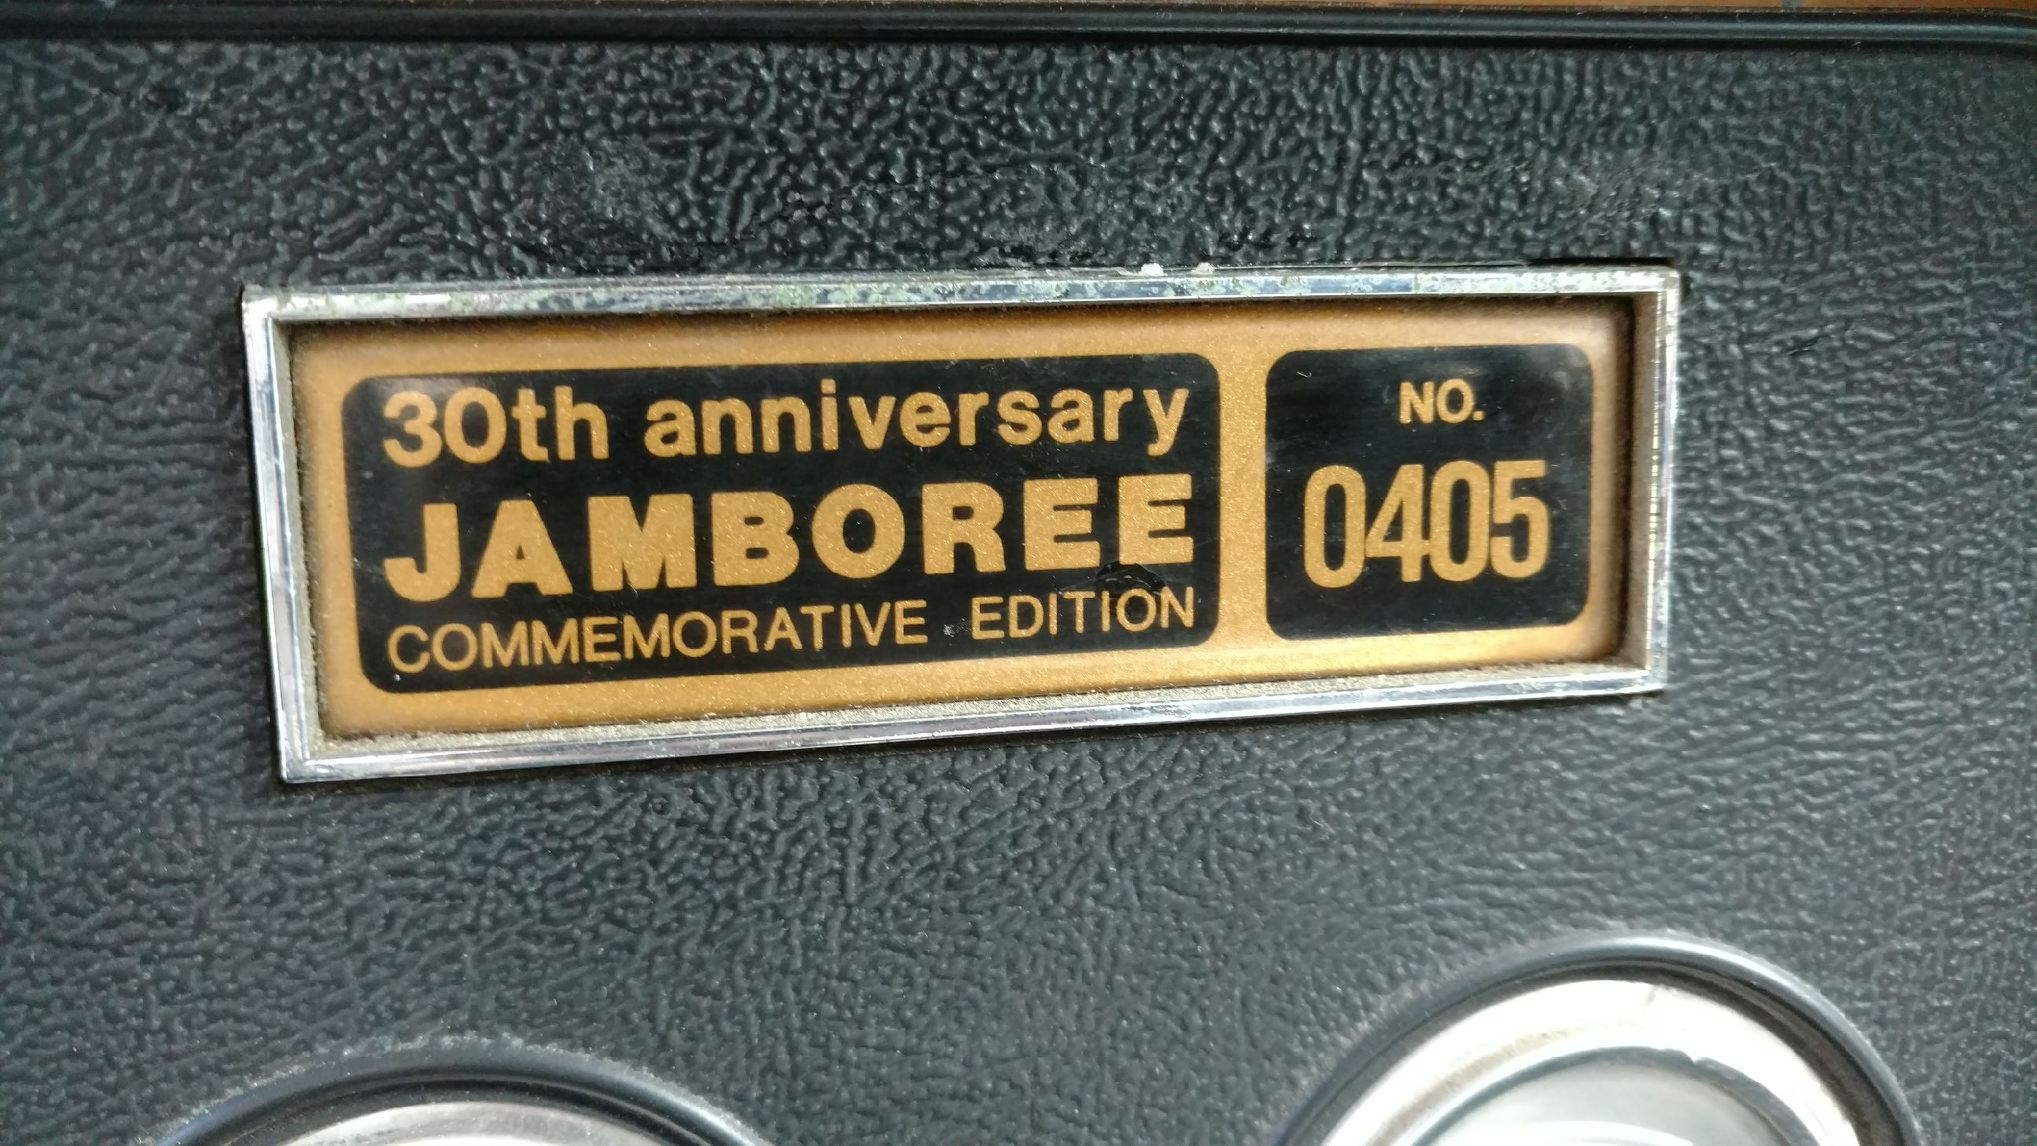 30th anniversary
JAMBOREE
COMMEMORATIVE EDITION
NO.
0405